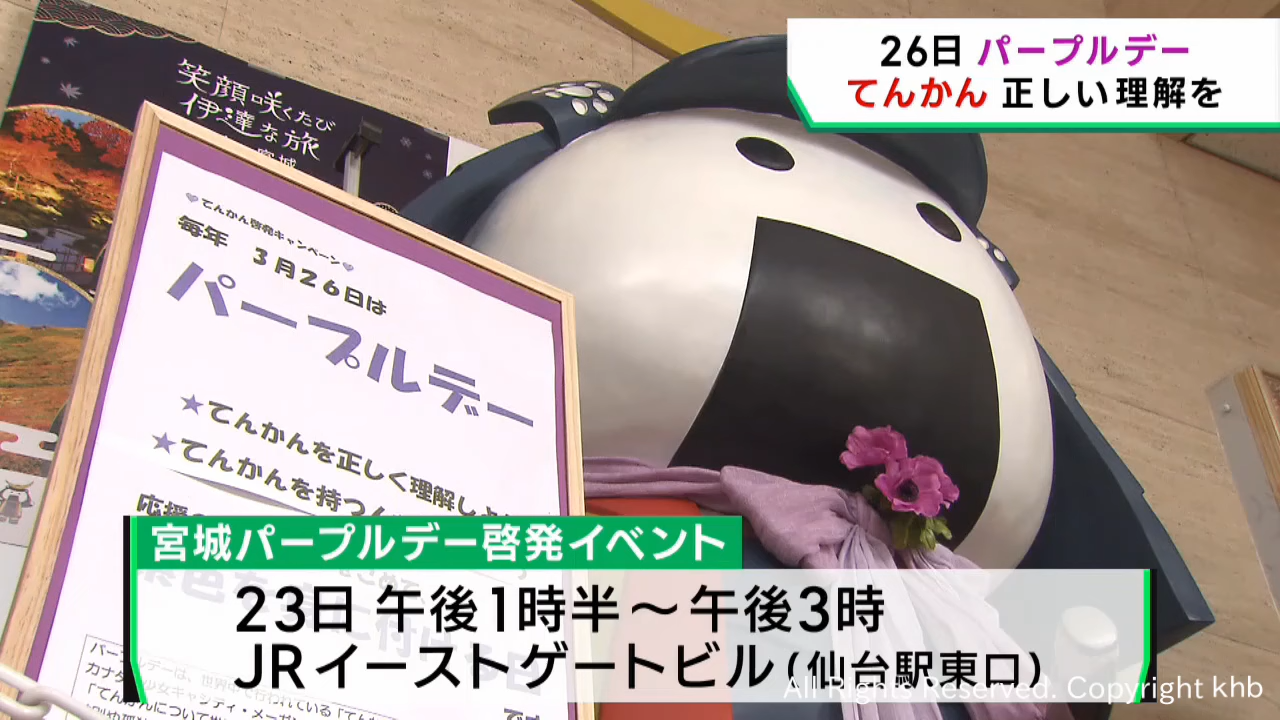 26日 パープルデー
てんかん 正しい理解を
笑顔咲くたび
伊達な旅
宮城
てんかん啓発キャンペーン
毎年 3月26日は
パープルデー
★てんかんを正しく理解し
★てんかんを持つ
応援
宮城パープルデー啓発イベント
23日 午後1時半～午後3時
JRイーストゲートビル(仙台駅東口)
All Rights Reserved. Copyright khb